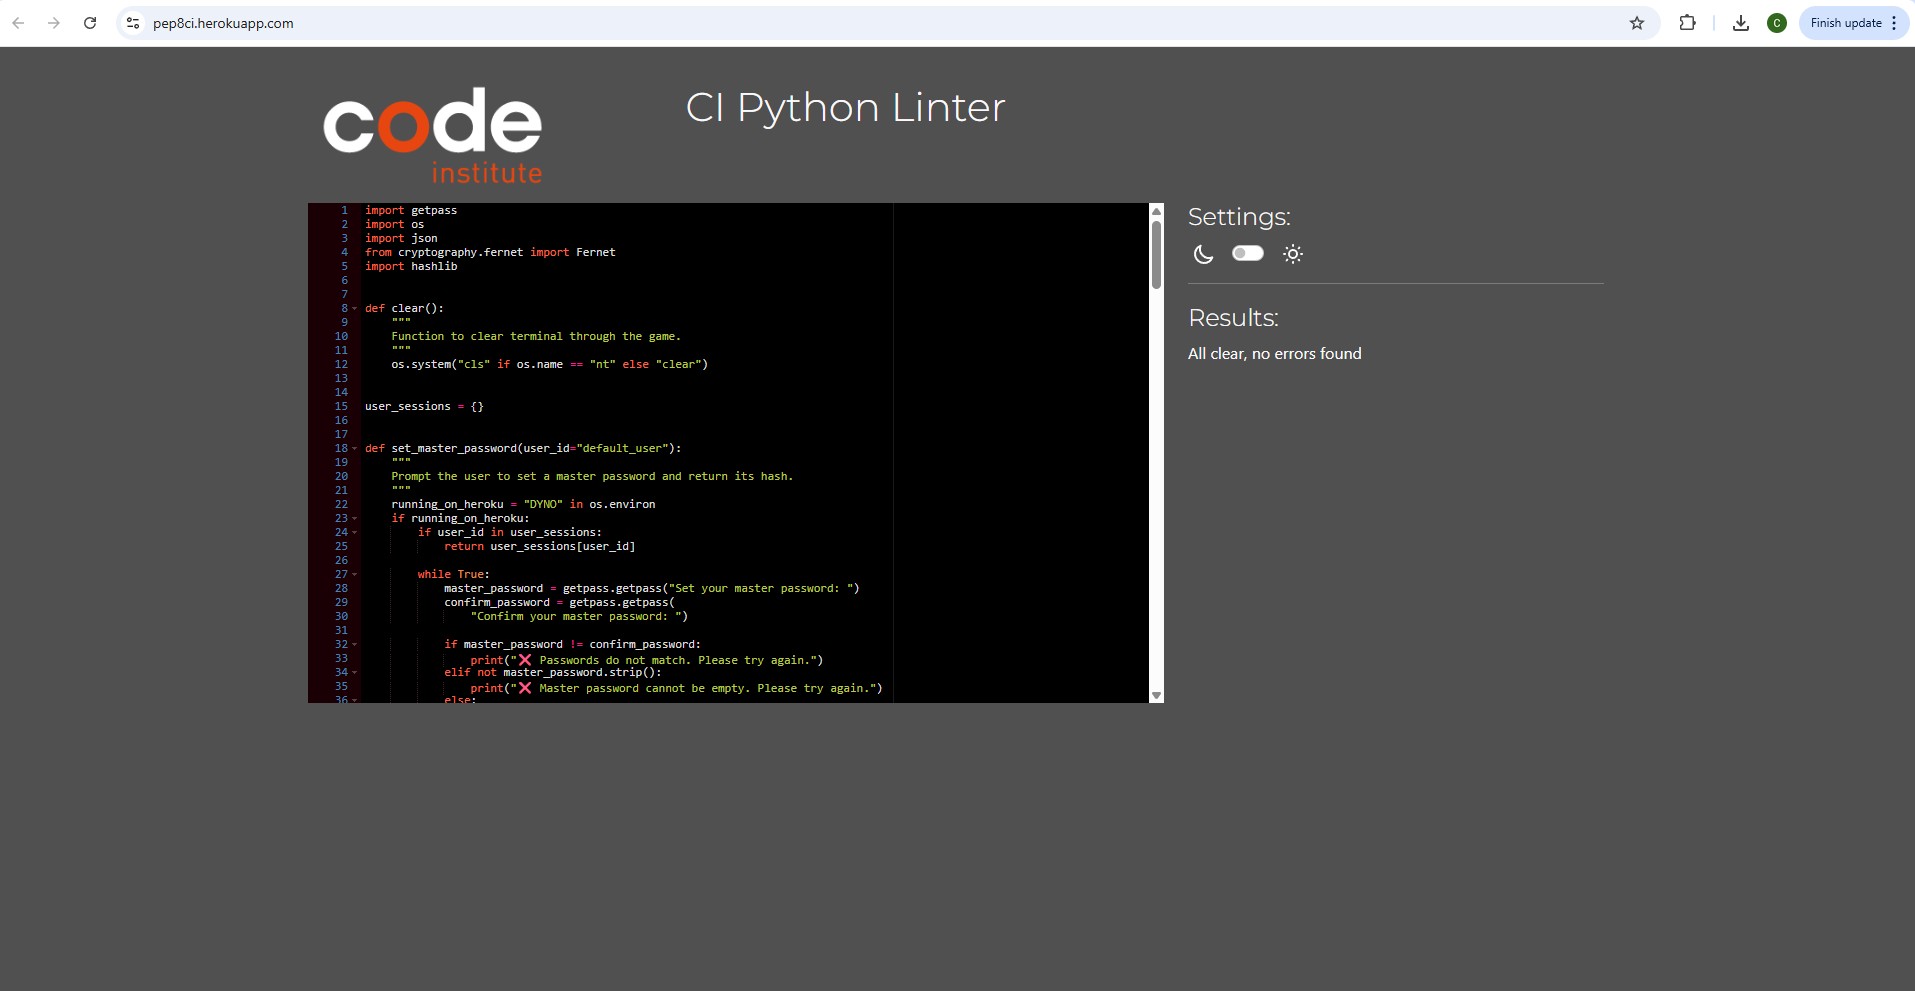 pep8ci.herokuapp.com
C
Finish update
code
institute
CI Python Linter
1 import getpass
2 import os
3 import json
4 from cryptography.fernet import Fernet
5 import hashlib
6
7
8 def clear():
9     """
10     Function to clear terminal through the game.
11     """
12     os.system("cls" if os.name == "nt" else "clear")
13
14
15 user_sessions = {}
16
17
18 def set_master_password(user_id="default_user"):
19     """
20     Prompt the user to set a master password and return its hash.
21     """
22     running_on_heroku = "DYNO" in os.environ
23     if running_on_heroku:
24         if user_id in user_sessions:
25             return user_sessions[user_id]
26
27         while True:
28             master_password = getpass.getpass("Set your master password: ")
29             confirm_password = getpass.getpass(
30                 "Confirm your master password: ")
31
32             if master_password != confirm_password:
33                 print("❌ Passwords do not match. Please try again.")
34             elif not master_password.strip():
35                 print("❌ Master password cannot be empty. Please try again.")
36             else:
Settings:
Results:
All clear, no errors found